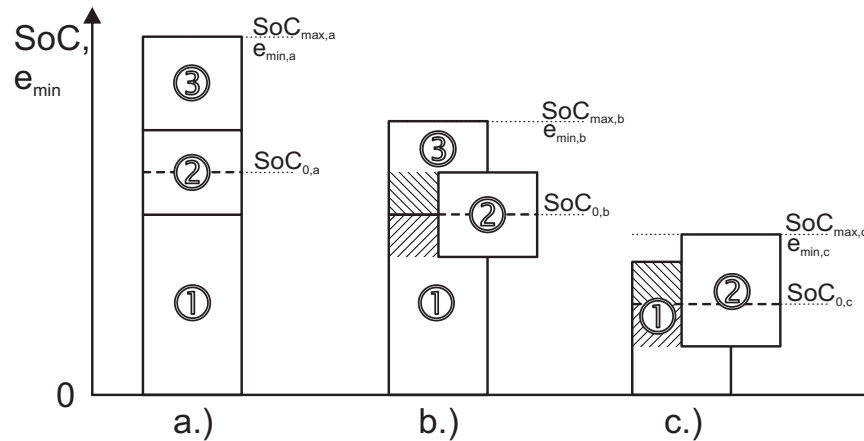 SoC,
e_min
0
③
②
①
SoC_max,a
e_min,a
SoC_0,a
a.)
③
②
①
SoC_max,b
e_min,b
SoC_0,b
b.)
①
②
SoC_max,c
e_min,c
SoC_0,c
c.)